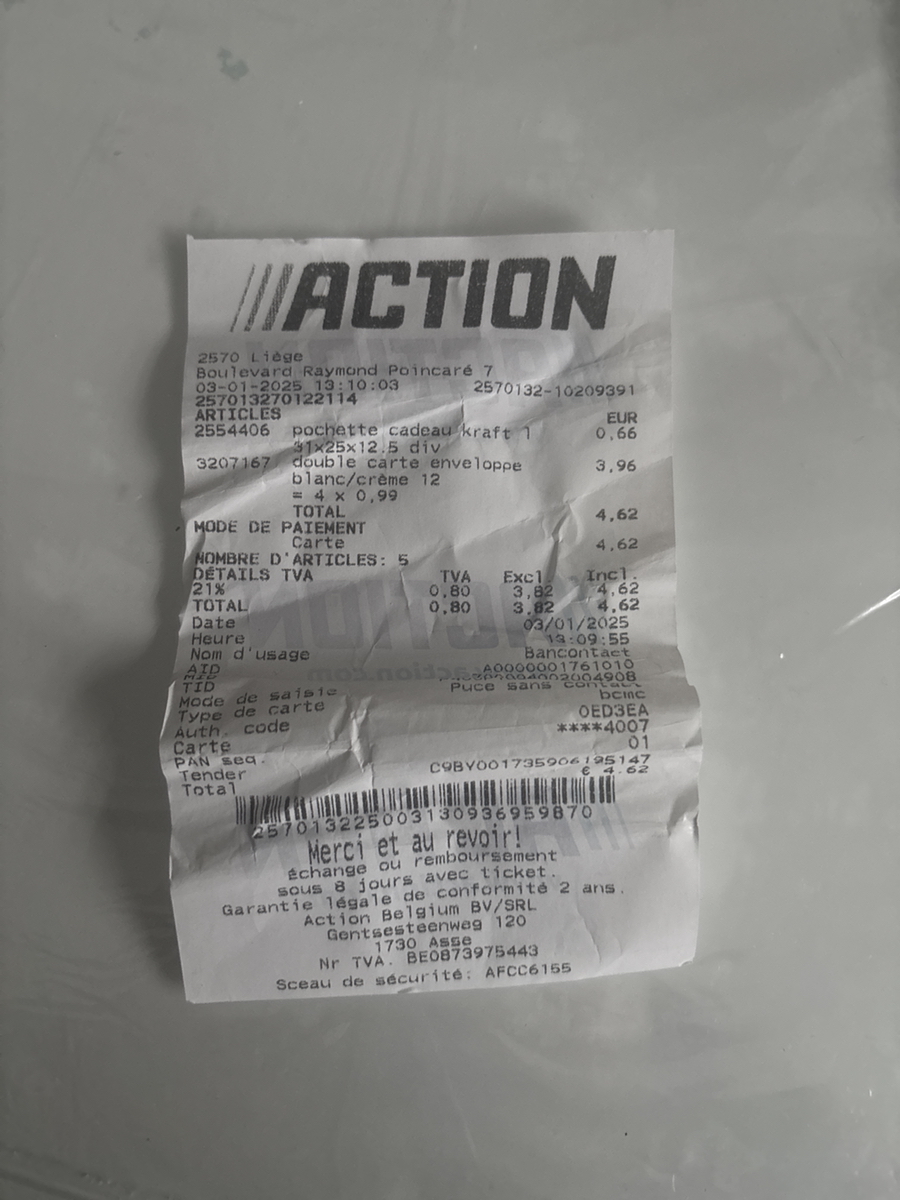 ACTION
2570 Liège
Boulevard Raymond Poincaré 7
03-01-2025 13:10:03 2570132-10209391
257013270122114
ARTICLES EUR
2554406 pochette cadeau kraft 1 0,66
31x25x12.5 div
3207167 double carte enveloppe 3,96
blanc/crème 12
= 4 x 0,99
TOTAL 4,62
MODE DE PAIEMENT
Carte 4,62
NOMBRE D'ARTICLES: 5
DÉTAILS TVA TVA Excl. Incl.
21% 0,80 3,82 4,62
TOTAL 0,80 3,82 4,62
Date 03/01/2025
Heure 13:09:55
Nom d'usage Bancontact
AID A0000001761010
MID
TID
Mode de saisie Puce sans contact
Type de carte bcmc
Auth. code 0ED3EA
Carte ****4007
PAN seq. 01
Tender C9BY001735906195147
Total € 4.62
2570132250031309369598​70
Merci et au revoir!
échange ou remboursement
sous 8 jours avec ticket.
Garantie légale de conformité 2 ans.
Action Belgium BV/SRL
Gentsesteenweg 120
1730 Asse
Nr TVA. BE0873975443
Sceau de sécurité: AFCC6155